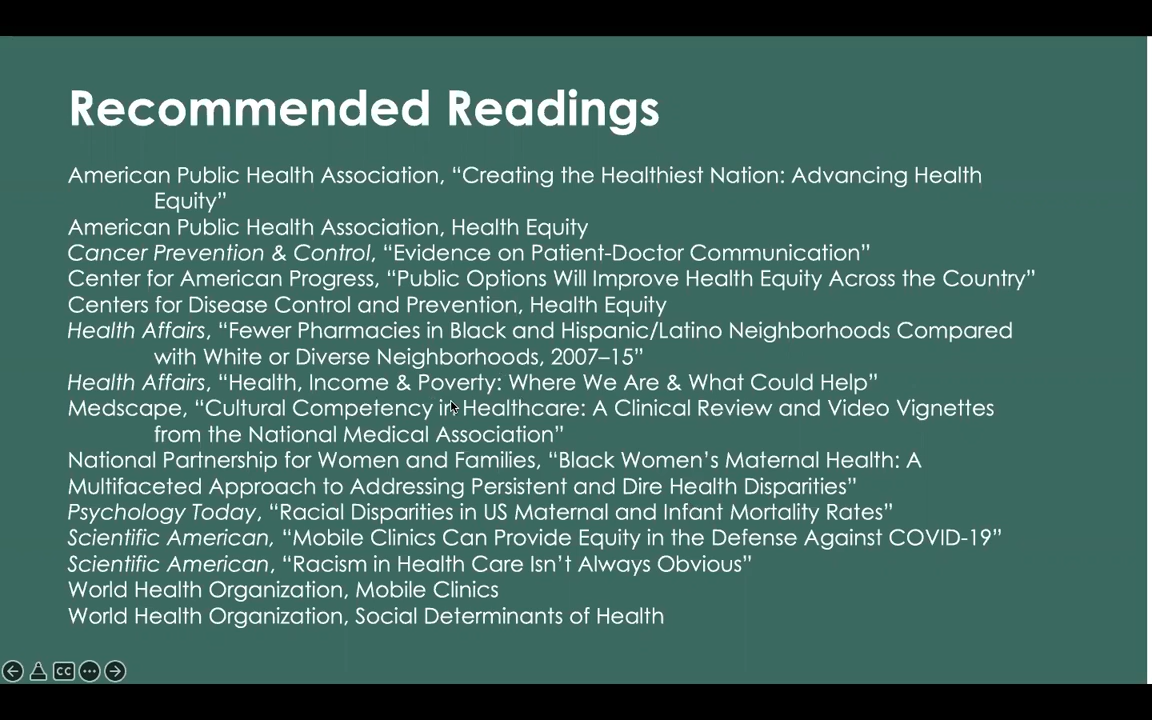 Recommended Readings
American Public Health Association, “Creating the Healthiest Nation: Advancing Health
Equity”
American Public Health Association, Health Equity
Cancer Prevention & Control, “Evidence on Patient-Doctor Communication”
Center for American Progress, “Public Options Will Improve Health Equity Across the Country”
Centers for Disease Control and Prevention, Health Equity
Health Affairs, “Fewer Pharmacies in Black and Hispanic/Latino Neighborhoods Compared
with White or Diverse Neighborhoods, 2007–15”
Health Affairs, “Health, Income & Poverty: Where We Are & What Could Help”
Medscape, “Cultural Competency in Healthcare: A Clinical Review and Video Vignettes
from the National Medical Association”
National Partnership for Women and Families, “Black Women’s Maternal Health: A
Multifaceted Approach to Addressing Persistent and Dire Health Disparities”
Psychology Today, “Racial Disparities in US Maternal and Infant Mortality Rates”
Scientific American, “Mobile Clinics Can Provide Equity in the Defense Against COVID-19”
Scientific American, “Racism in Health Care Isn’t Always Obvious”
World Health Organization, Mobile Clinics
World Health Organization, Social Determinants of Health
CC